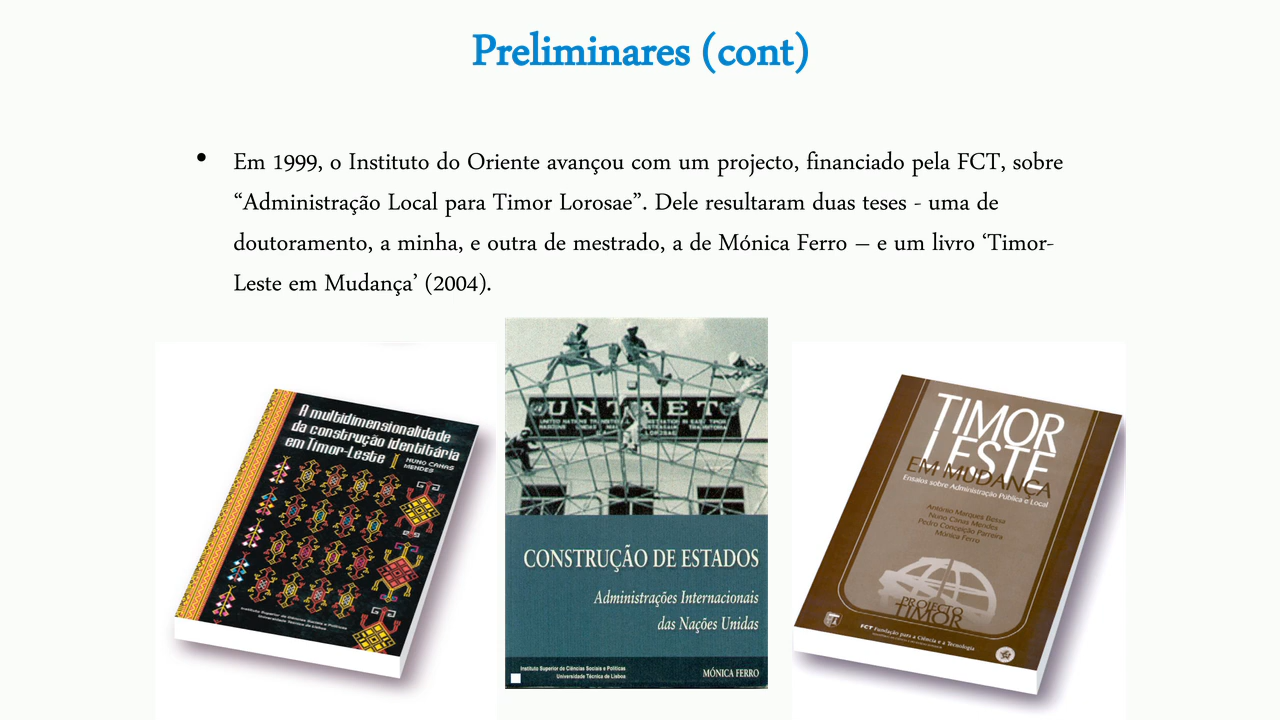 Preliminares (cont)
• Em 1999, o Instituto do Oriente avançou com um projecto, financiado pela FCT, sobre
“Administração Local para Timor Lorosae”. Dele resultaram duas teses - uma de
doutoramento, a minha, e outra de mestrado, a de Mónica Ferro – e um livro ‘Timor-
Leste em Mudança’ (2004).
A multidimensionalidade
da construção identitária
em Timor-Leste
NUNO CANAS
MENDES
Instituto Superior de Ciências Sociais e Políticas
Universidade Técnica de Lisboa
UNTAET
CONSTRUÇÃO DE ESTADOS
Administrações Internacionais
das Nações Unidas
Instituto Superior de Ciências Sociais e Políticas
Universidade Técnica de Lisboa
MÓNICA FERRO
TIMOR
LESTE
EM MUDANÇA
Ensaios sobre Administração Pública e Local
António Marques Bessa
Nuno Canas Mendes
Pedro Conceição Parreira
Mónica Ferro
PROJECTO
TIMOR
FCT Fundação para a Ciência e a Tecnologia